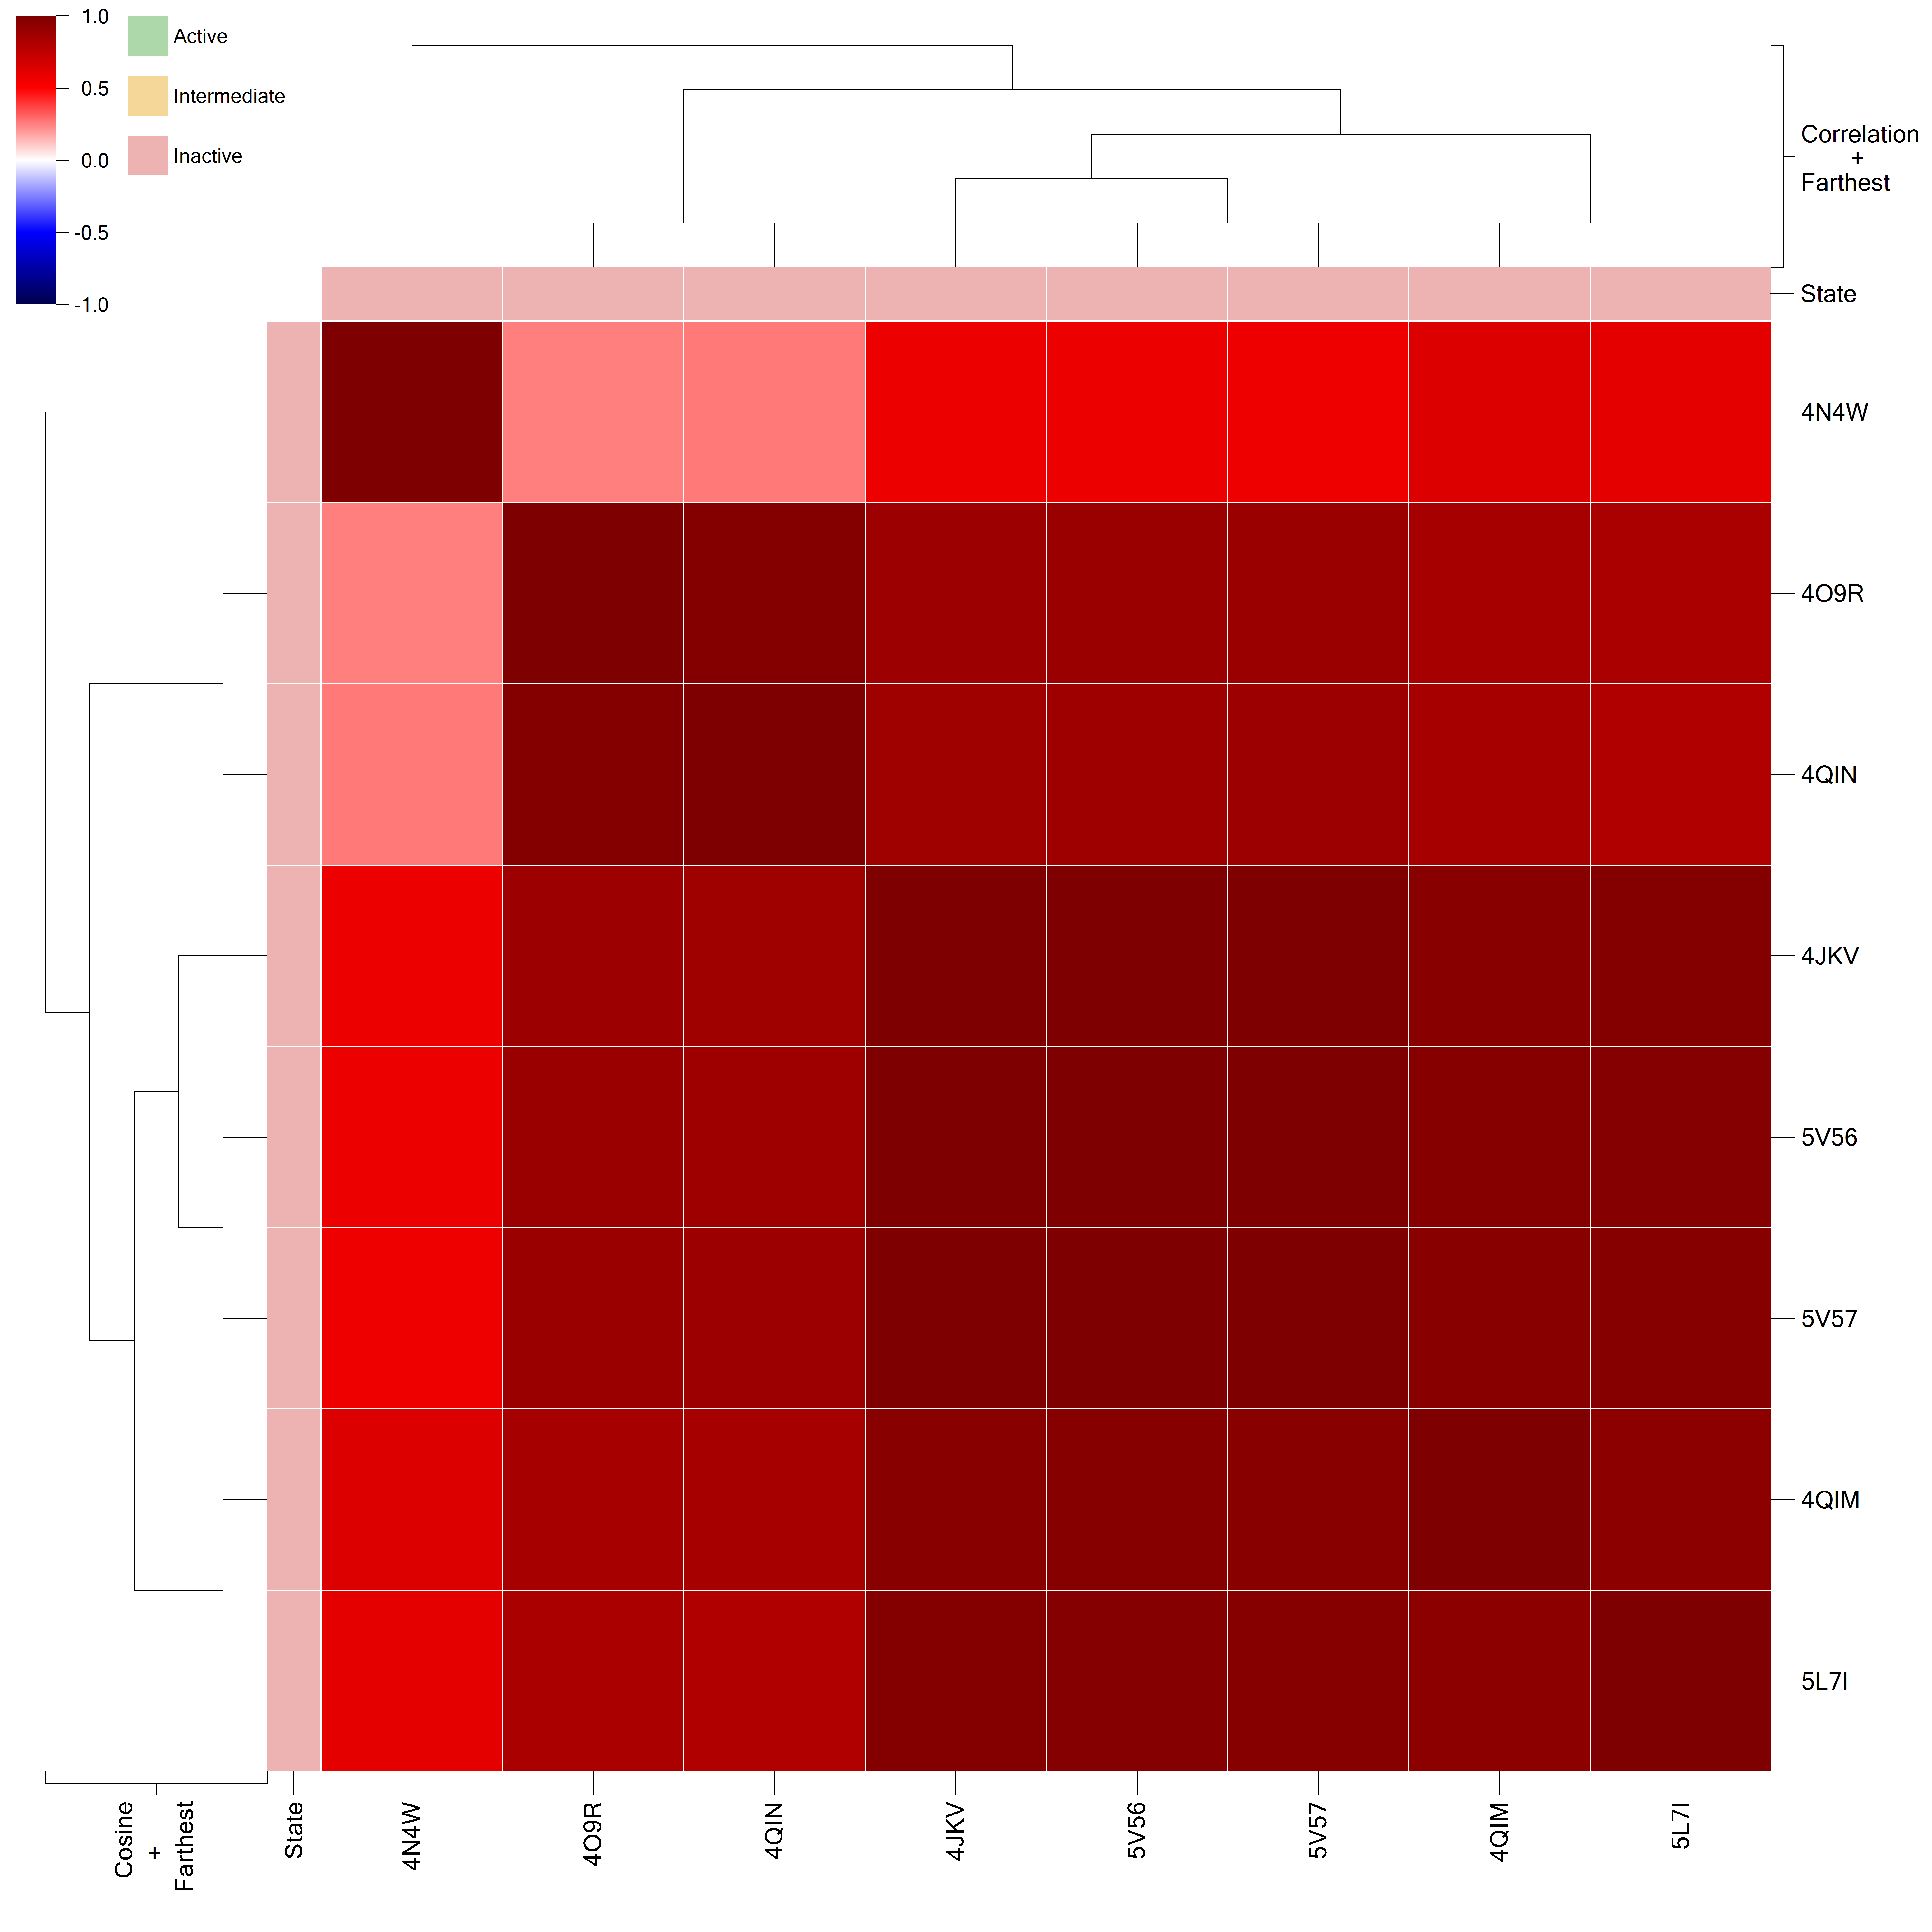 1.0
0.5
0.0
-0.5
-1.0
Active
Intermediate
Inactive
Correlation
+
Farthest
State
4N4W
4O9R
4QIN
4JKV
5V56
5V57
4QIM
5L7I
Cosine
+
Farthest
State
4N4W
4O9R
4QIN
4JKV
5V56
5V57
4QIM
5L7I